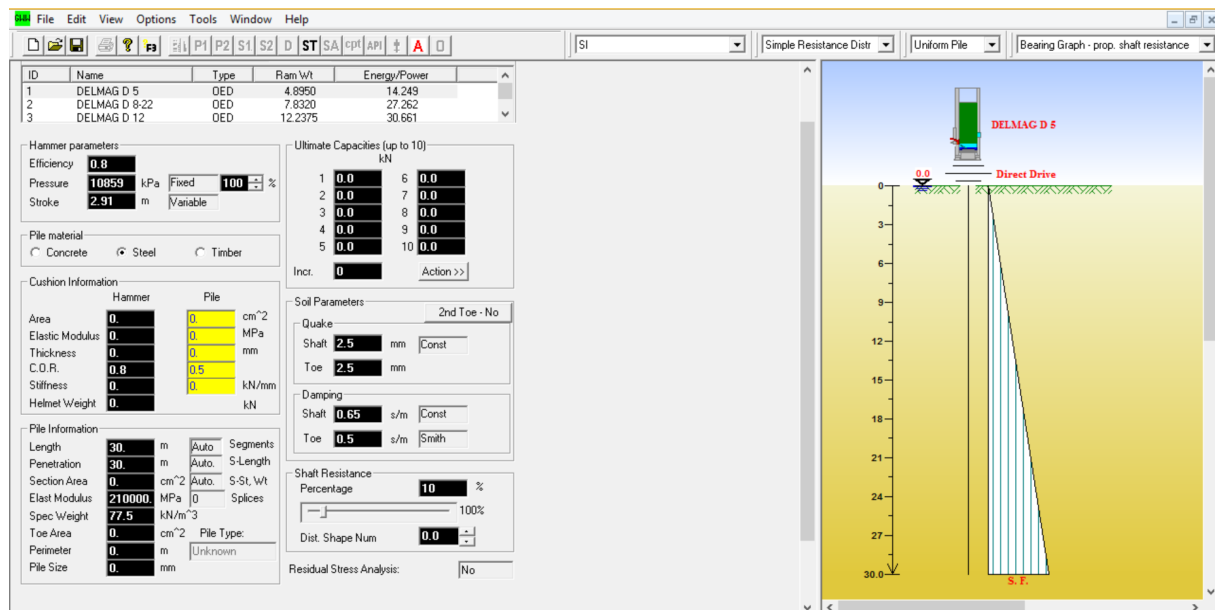 GRLW File Edit View Options Tools Window Help
F3 P1 P2 S1 S2 D ST SA cpt API A SI Simple Resistance Distr Uniform Pile Bearing Graph - prop. shaft resistance
ID Name Type Ram Wt Energy/Power
1 DELMAG D 5 OED 4.8950 14.249
2 DELMAG D 8-22 OED 7.8320 27.262
3 DELMAG D 12 OED 12.2375 30.661
Hammer parameters
Efficiency 0.8
Pressure 10859 kPa Fixed 100 %
Stroke 2.91 m Variable
Pile material
Concrete Steel Timber
Cushion Information
Hammer Pile
Area 0. 0. cm^2
Elastic Modulus 0. 0. MPa
Thickness 0. 0. mm
C.O.R. 0.8 0.5
Stiffness 0. 0. kN/mm
Helmet Weight 0. kN
Pile Information
Length 30. m Auto Segments
Penetration 30. m Auto. S-Length
Section Area 0. cm^2 Auto. S-St, Wt
Elast Modulus 210000. MPa 0 Splices
Spec Weight 77.5 kN/m^3
Toe Area 0. cm^2 Pile Type:
Perimeter 0. m Unknown
Pile Size 0. mm
Ultimate Capacities (up to 10)
kN
1 0.0 6 0.0
2 0.0 7 0.0
3 0.0 8 0.0
4 0.0 9 0.0
5 0.0 10 0.0
Incr. 0 Action >>
Soil Parameters
2nd Toe - No
Quake
Shaft 2.5 mm Const
Toe 2.5 mm
Damping
Shaft 0.65 s/m Const
Toe 0.5 s/m Smith
Shaft Resistance
Percentage 10 %
100%
Dist. Shape Num 0.0
Residual Stress Analysis: No
DELMAG D 5
0.0 Direct Drive
0
3
6
9
12
15
18
21
24
27
30.0
S. F.